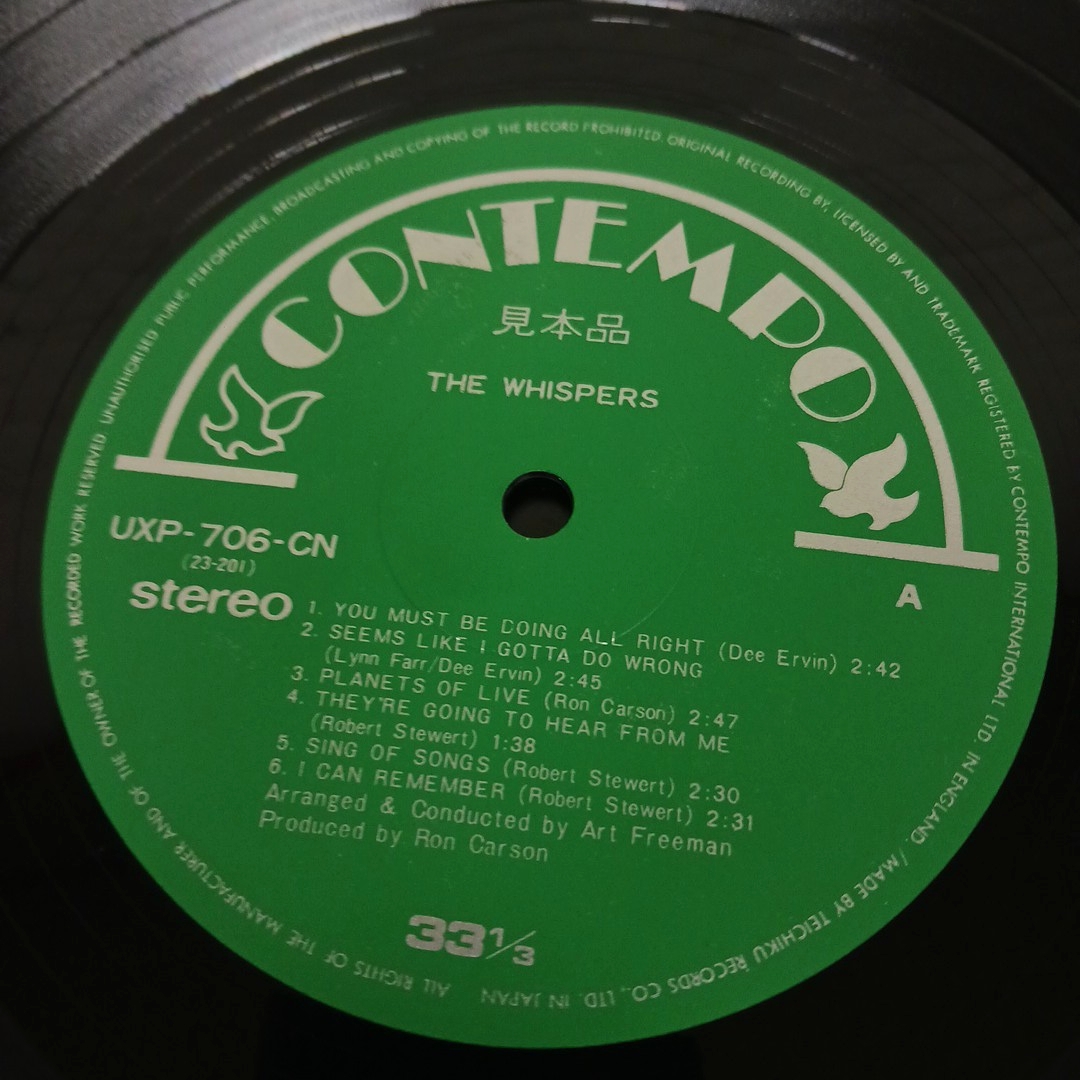 CONTEMPO
見本品
THE WHISPERS
UXP-706-CN
(23-201)
stereo
A
1. YOU MUST BE DOING ALL RIGHT (Dee Ervin) 2:42
2. SEEMS LIKE I GOTTA DO WRONG
(Lynn Farr/Dee Ervin) 2:45
3. PLANETS OF LIVE (Ron Carson) 2:47
4. THEY'RE GOING TO HEAR FROM ME
(Robert Stewert) 1:38
5. SING OF SONGS (Robert Stewert) 2:30
6. I CAN REMEMBER (Robert Stewert) 2:31
Arranged & Conducted by Art Freeman
Produced by Ron Carson
33 1/3
ALL RIGHTS OF THE MANUFACTURER AND OF THE OWNER OF THE RECORDED WORK RESERVED UNAUTHORISED PUBLIC PERFORMANCE, BROADCASTING AND COPYING OF THE RECORD PROHIBITED. ORIGINAL RECORDING BY, LICENSED BY AND TRADEMARK REGISTERED BY CONTEMPO INTERNATIONAL LTD. IN ENGLAND. / MADE BY TEICHIKU RECORDS CO., LTD. IN JAPAN